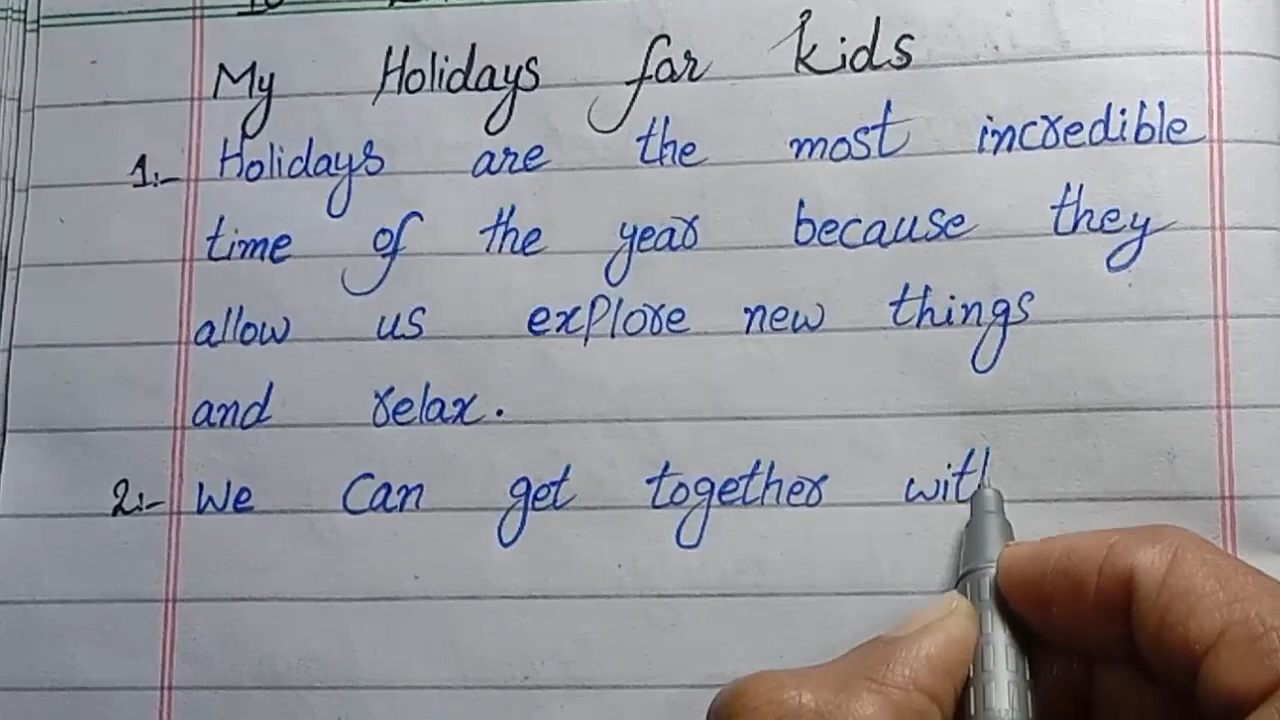 My Holidays for kids
1:- Holidays are the most incredible
time of the year because they
allow us explore new things
and relax.
2:- We Can get together wit